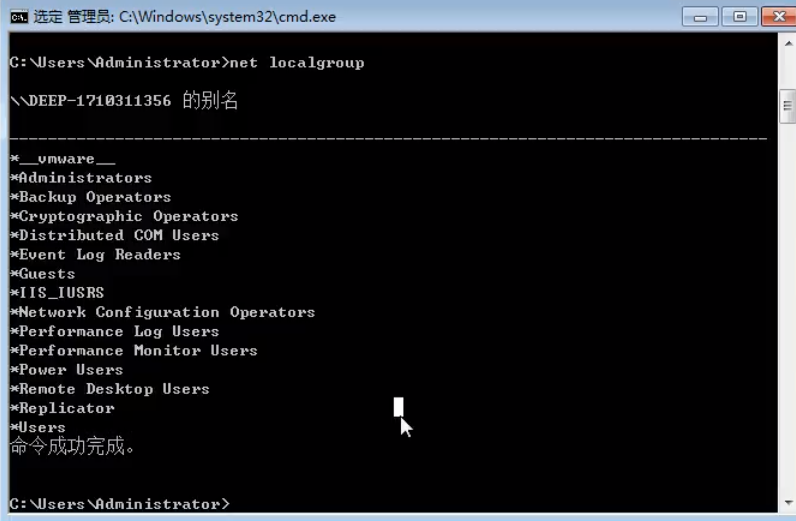 选定 管理员: C:\Windows\system32\cmd.exe
C:\Users\Administrator>net localgroup
\\DEEP-1710311356 的别名
-------------------------------------------------------------------------------
*__vmware__
*Administrators
*Backup Operators
*Cryptographic Operators
*Distributed COM Users
*Event Log Readers
*Guests
*IIS_IUSRS
*Network Configuration Operators
*Performance Log Users
*Performance Monitor Users
*Power Users
*Remote Desktop Users
*Replicator
*Users
命令成功完成。
C:\Users\Administrator>